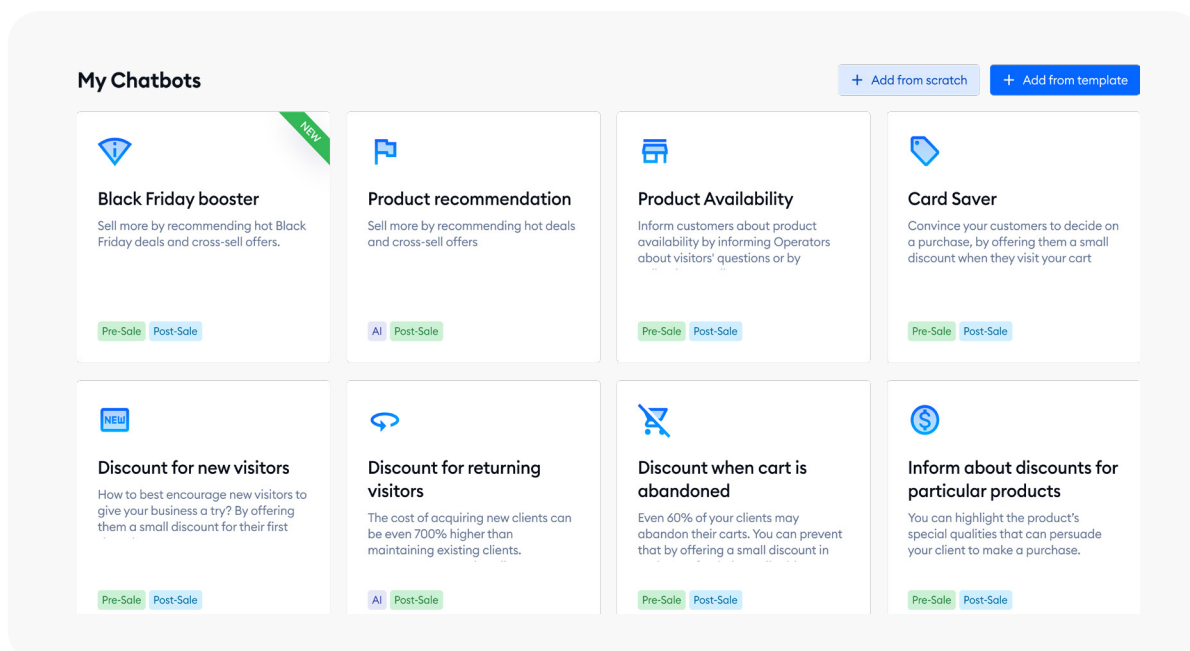 My Chatbots
+ Add from scratch
+ Add from template
NEW
Black Friday booster
Sell more by recommending hot Black
Friday deals and cross-sell offers.
Pre-Sale Post-Sale
Product recommendation
Sell more by recommending hot deals
and cross-sell offers
AI Post-Sale
Product Availability
Inform customers about product
availability by informing Operators
about visitors' questions or by
Pre-Sale Post-Sale
Card Saver
Convince your customers to decide on
a purchase, by offering them a small
discount when they visit your cart
Pre-Sale Post-Sale
NEW
Discount for new visitors
How to best encourage new visitors to
give your business a try? By offering
them a small discount for their first
Pre-Sale Post-Sale
Discount for returning
visitors
The cost of acquiring new clients can
be even 700% higher than
maintaining existing clients.
AI Post-Sale
Discount when cart is
abandoned
Even 60% of your clients may
abandon their carts. You can prevent
that by offering a small discount in
Pre-Sale Post-Sale
$
Inform about discounts for
particular products
You can highlight the product's
special qualities that can persuade
your client to make a purchase.
Pre-Sale Post-Sale